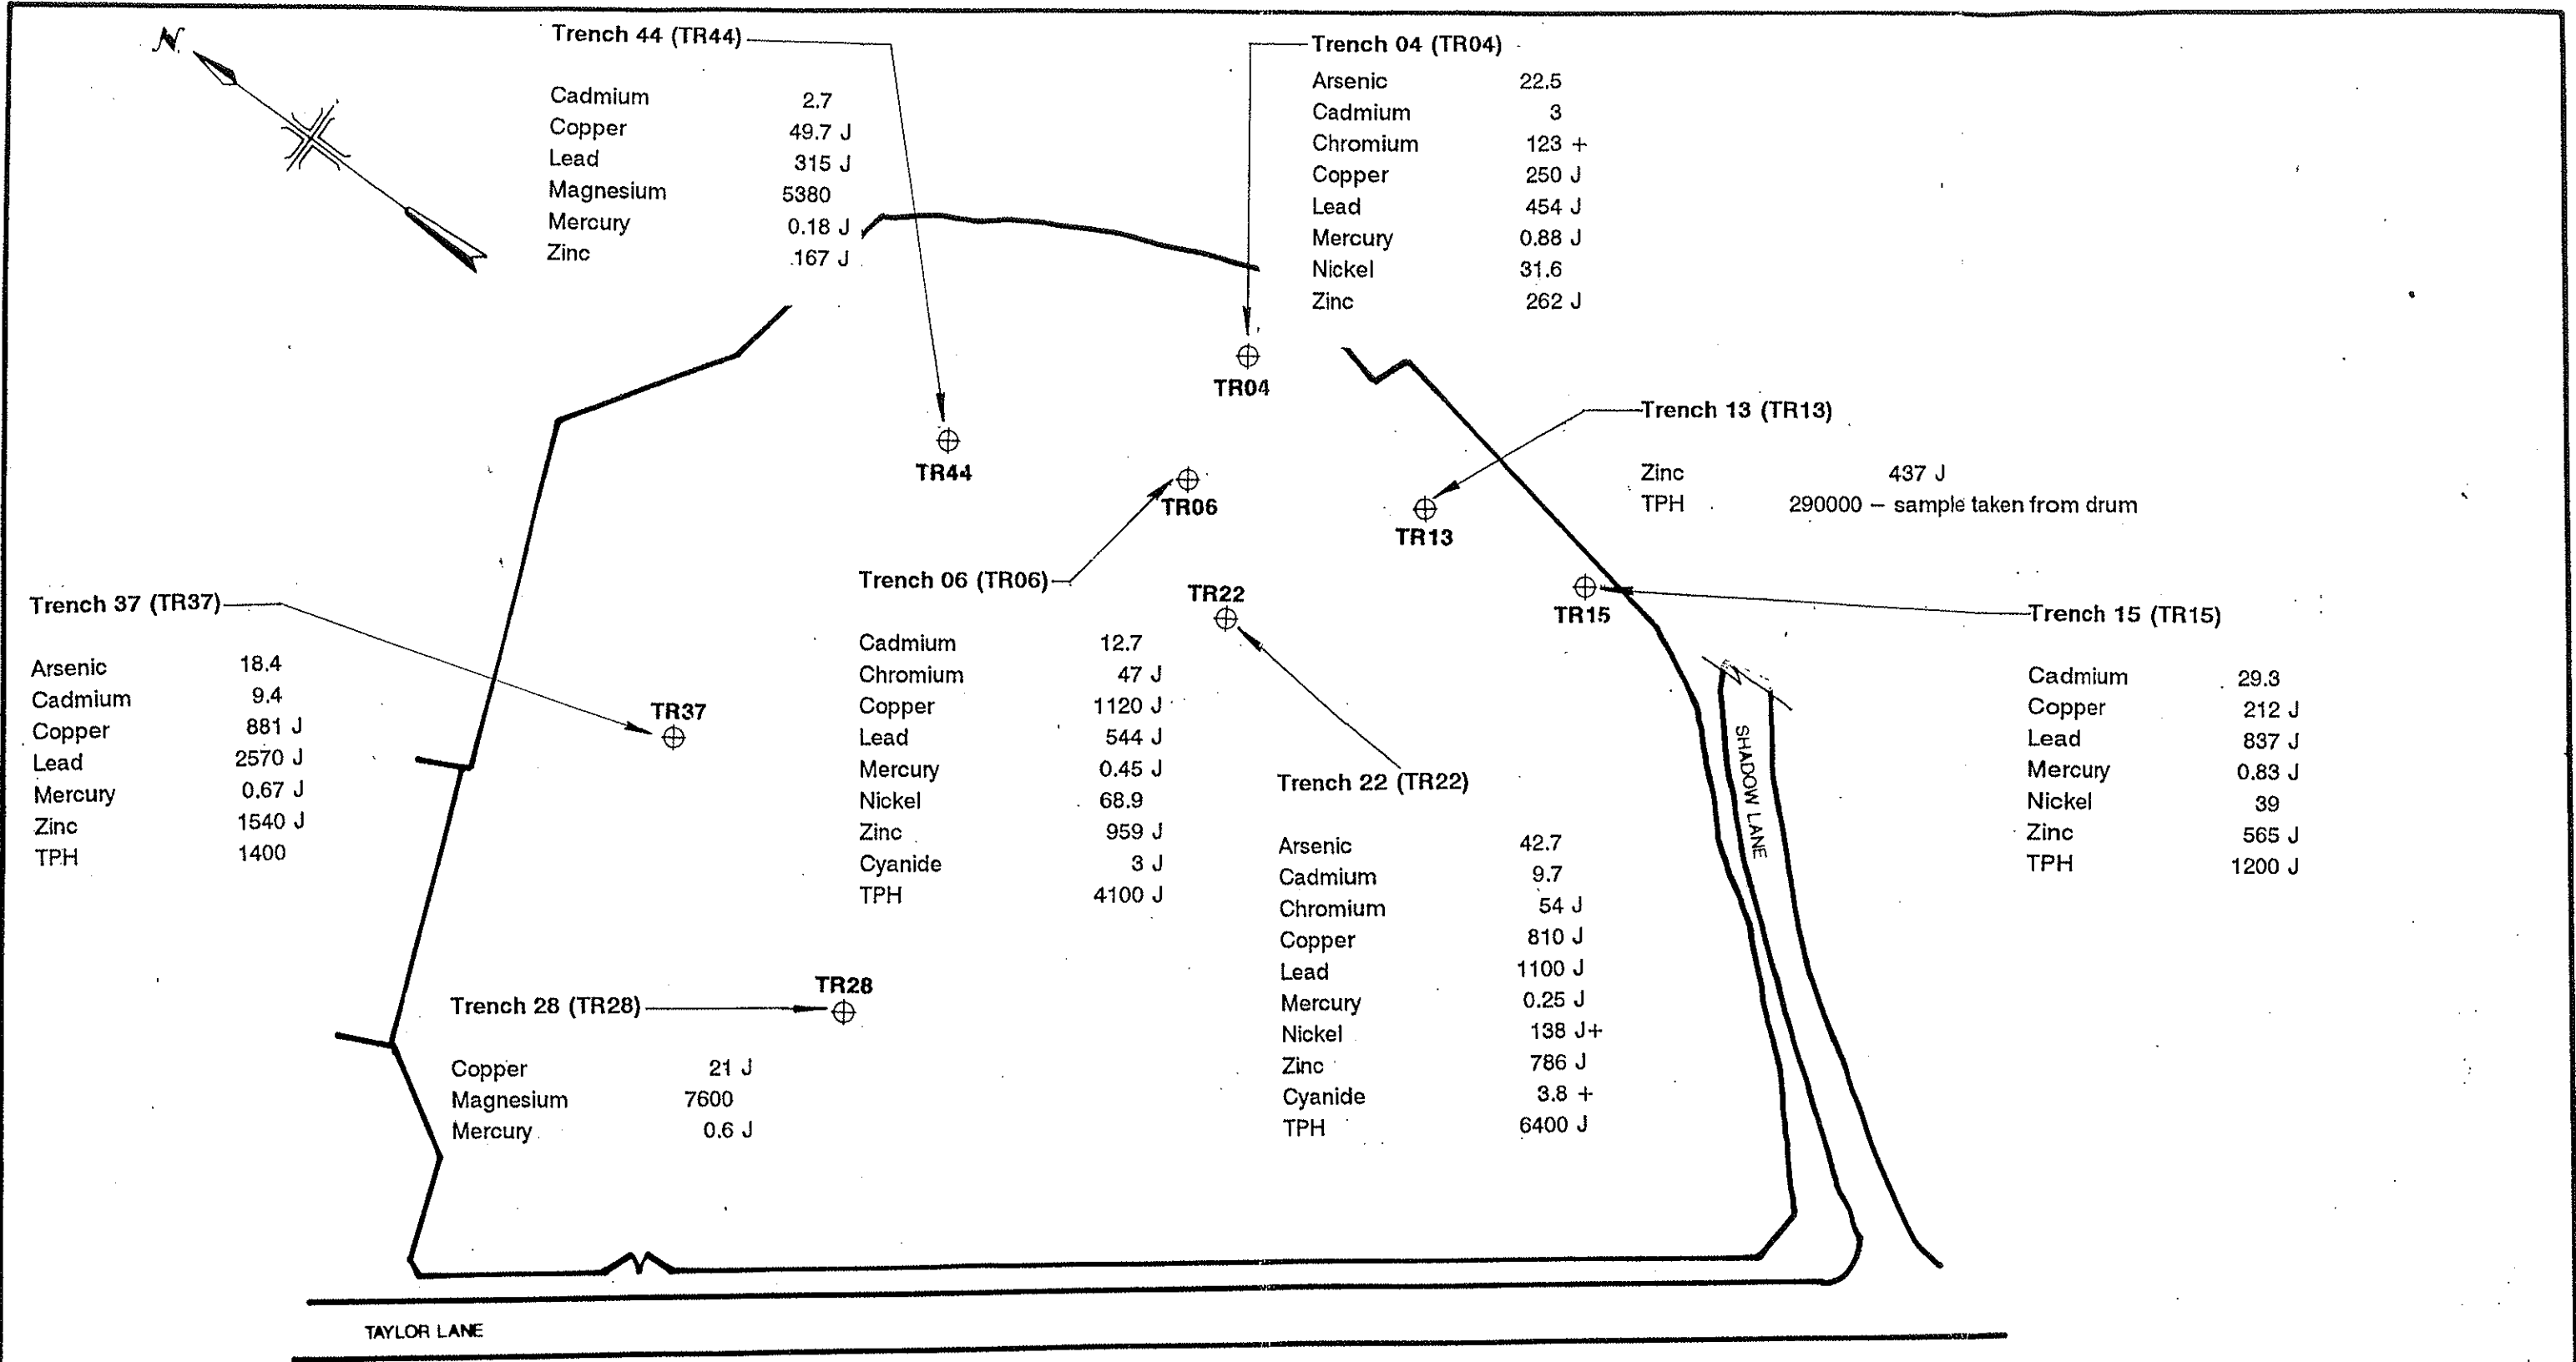 N
Trench 44 (TR44)
Cadmium 2.7
Copper 49.7 J
Lead 315 J
Magnesium 5380
Mercury 0.18 J
Zinc 167 J
Trench 04 (TR04)
Arsenic 22.5
Cadmium 3
Chromium 123 +
Copper 250 J
Lead 454 J
Mercury 0.88 J
Nickel 31.6
Zinc 262 J
TR04
TR44
TR06
TR13
Trench 13 (TR13)
Zinc 437 J
TPH 290000 – sample taken from drum
Trench 37 (TR37)
Arsenic 18.4
Cadmium 9.4
Copper 881 J
Lead 2570 J
Mercury 0.67 J
Zinc 1540 J
TPH 1400
TR37
Trench 06 (TR06)
Cadmium 12.7
Chromium 47 J
Copper 1120 J
Lead 544 J
Mercury 0.45 J
Nickel 68.9
Zinc 959 J
Cyanide 3 J
TPH 4100 J
TR22
TR15
Trench 15 (TR15)
Cadmium 29.3
Copper 212 J
Lead 837 J
Mercury 0.83 J
Nickel 39
Zinc 565 J
TPH 1200 J
SHADOW LANE
Trench 22 (TR22)
Arsenic 42.7
Cadmium 9.7
Chromium 54 J
Copper 810 J
Lead 1100 J
Mercury 0.25 J
Nickel 138 J+
Zinc 786 J
Cyanide 3.8 +
TPH 6400 J
TR28
Trench 28 (TR28)
Copper 21 J
Magnesium 7600
Mercury 0.6 J
TAYLOR LANE